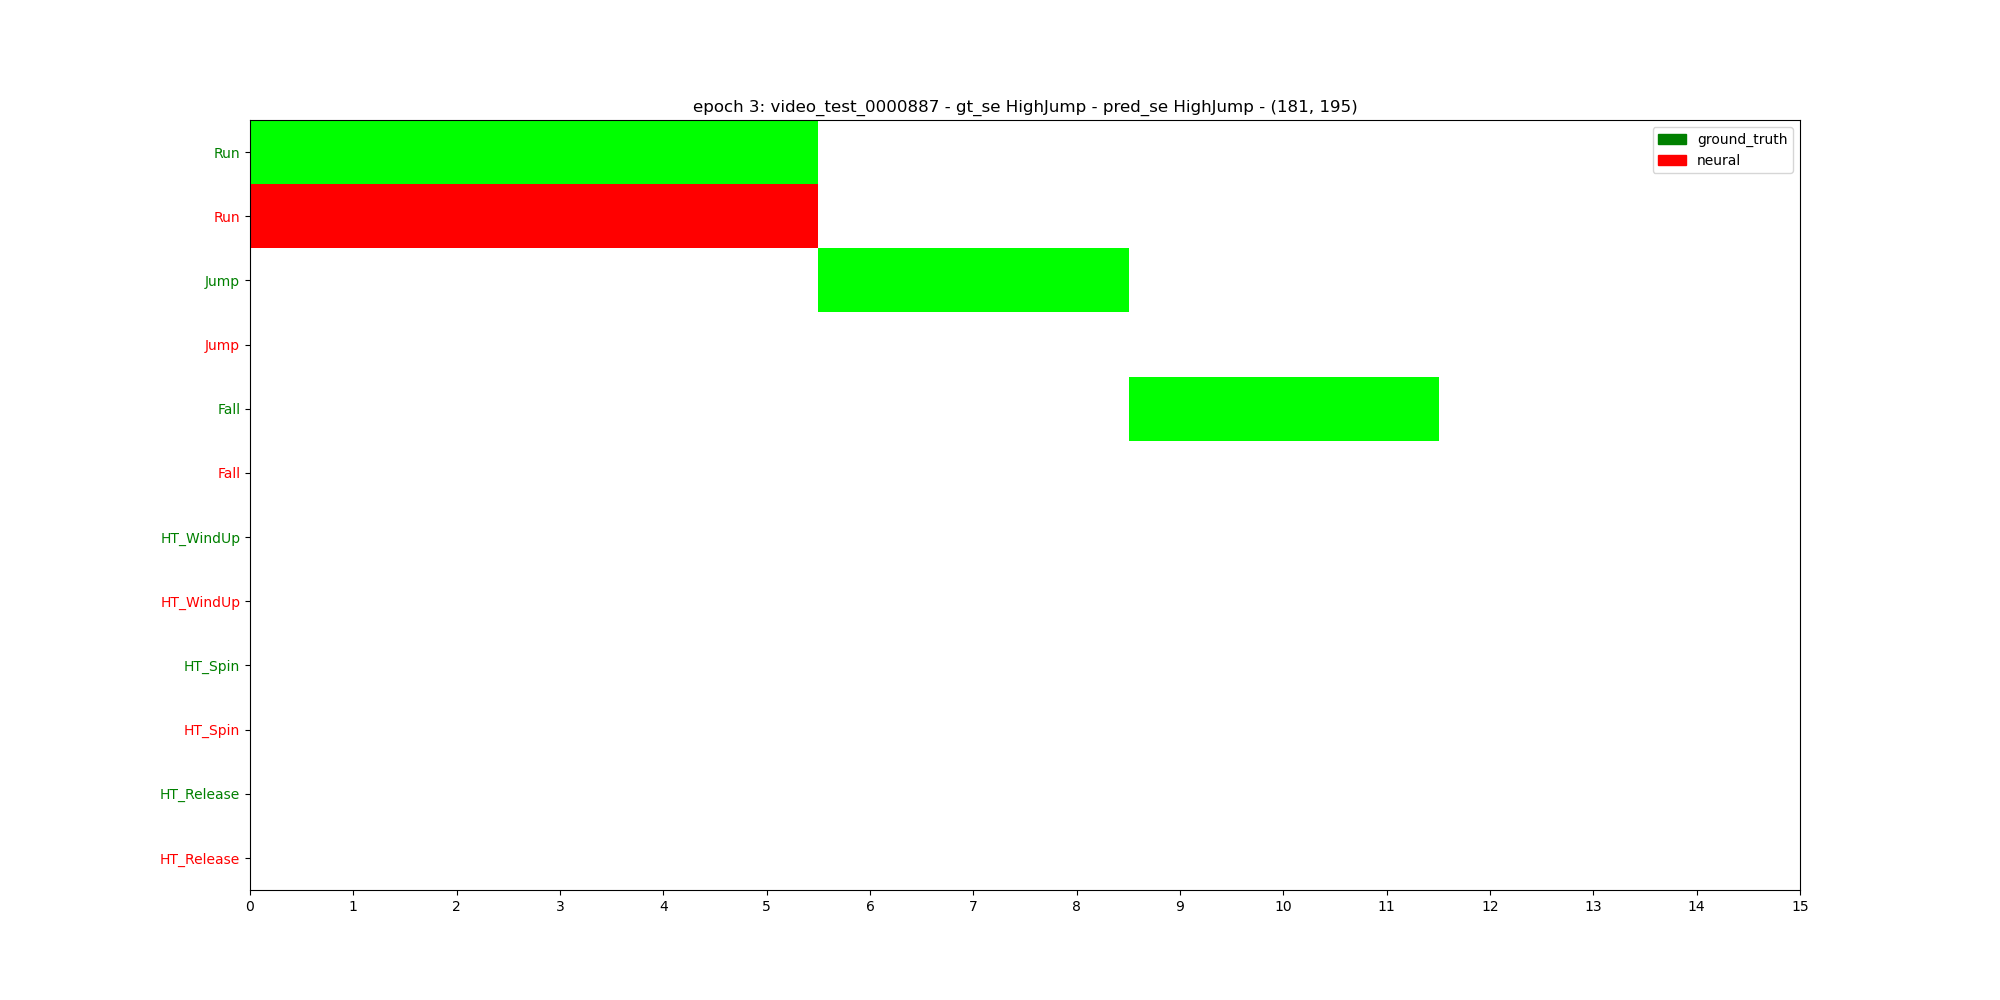 epoch 3: video_test_0000887 - gt_se HighJump - pred_se HighJump - (181, 195)
ground_truth
neural
Run
Run
Jump
Jump
Fall
Fall
HT_WindUp
HT_WindUp
HT_Spin
HT_Spin
HT_Release
HT_Release
0 1 2 3 4 5 6 7 8 9 10 11 12 13 14 15